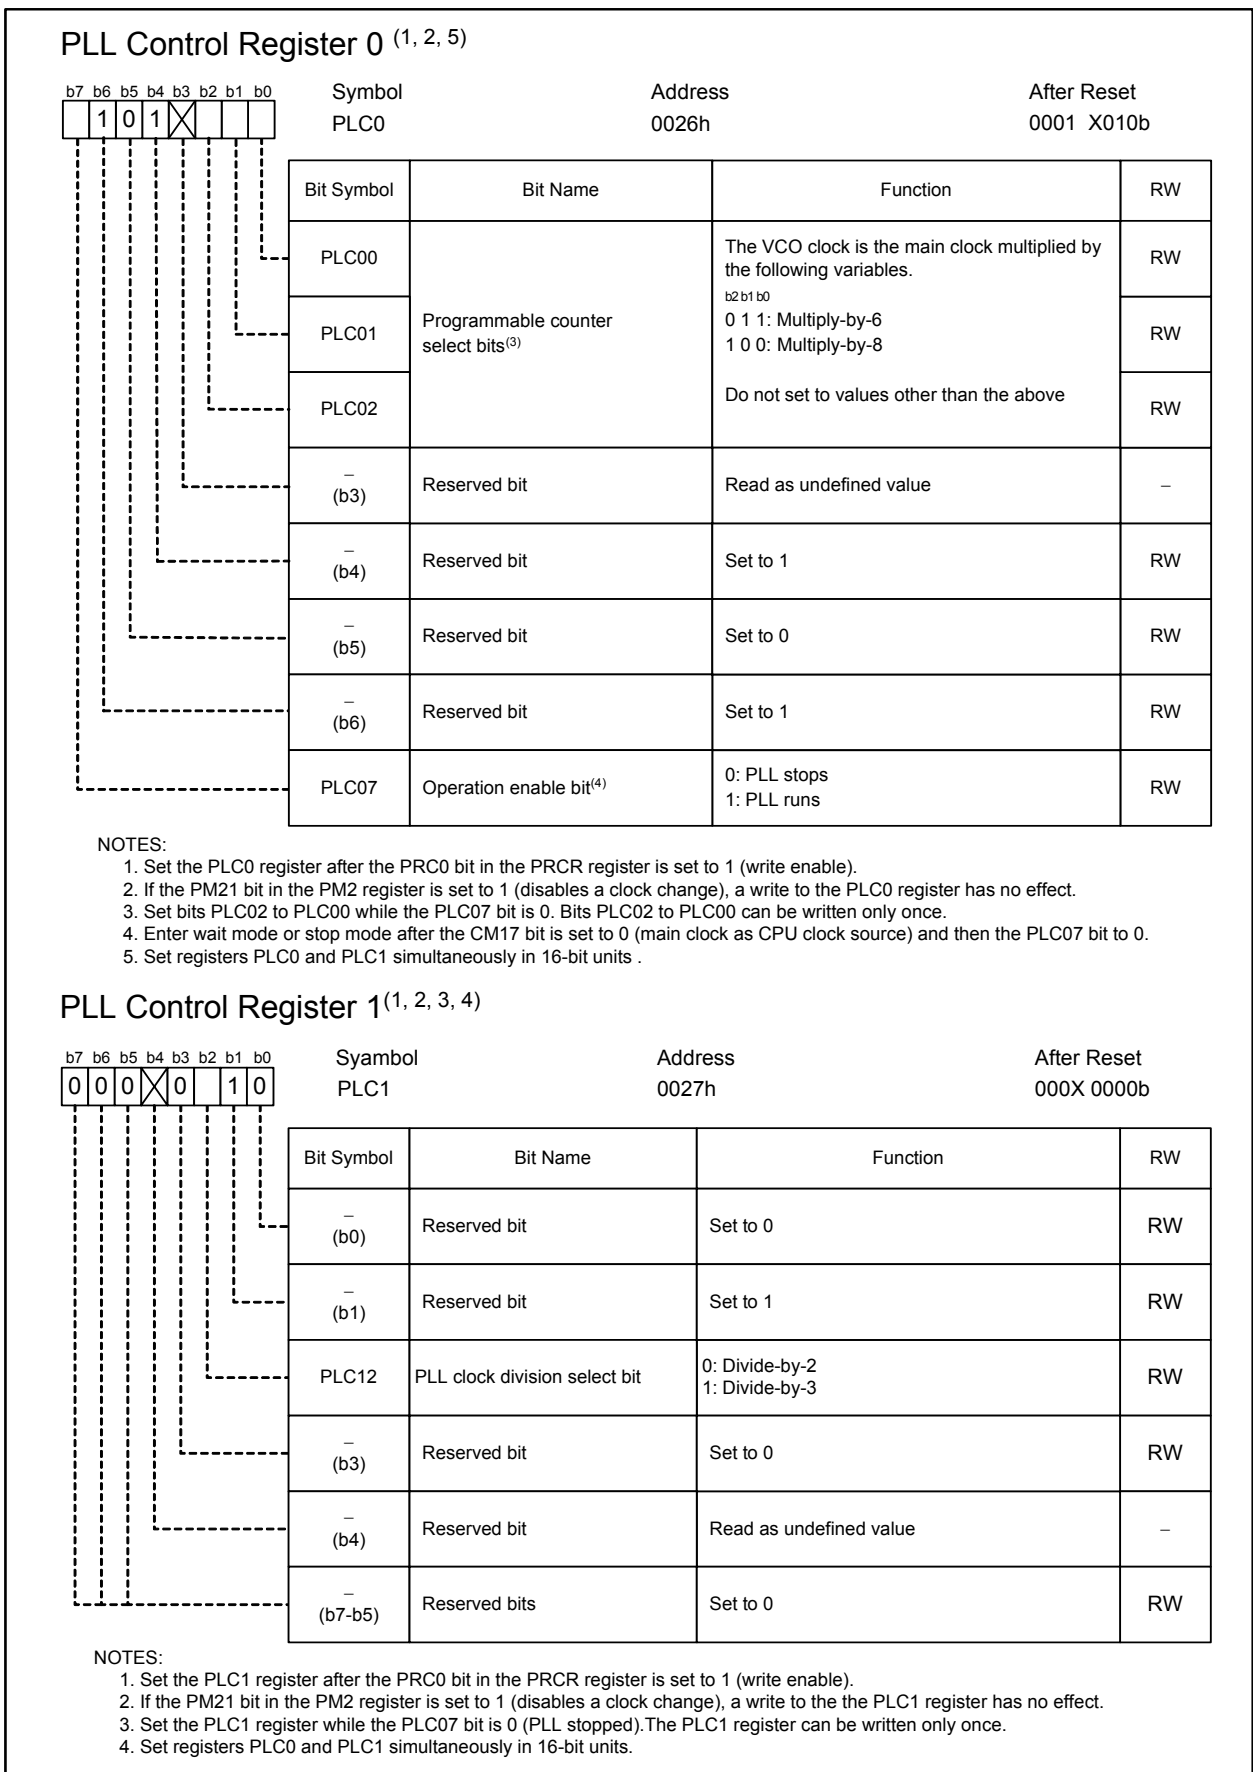 PLL Control Register 0 (1, 2, 5)
b7 b6 b5 b4 b3 b2 b1 b0
1 0 1
Symbol Address After Reset
PLC0 0026h 0001 X010b
Bit Symbol Bit Name Function RW
PLC00 RW
PLC01 RW
PLC02 RW
Programmable counter
select bits(3)
The VCO clock is the main clock multiplied by
the following variables.
b2 b1 b0
0 1 1: Multiply-by-6
1 0 0: Multiply-by-8
Do not set to values other than the above
–
(b3) Reserved bit Read as undefined value –
–
(b4) Reserved bit Set to 1 RW
–
(b5) Reserved bit Set to 0 RW
–
(b6) Reserved bit Set to 1 RW
PLC07 Operation enable bit(4) 0: PLL stops
1: PLL runs RW
NOTES:
1. Set the PLC0 register after the PRC0 bit in the PRCR register is set to 1 (write enable).
2. If the PM21 bit in the PM2 register is set to 1 (disables a clock change), a write to the PLC0 register has no effect.
3. Set bits PLC02 to PLC00 while the PLC07 bit is 0. Bits PLC02 to PLC00 can be written only once.
4. Enter wait mode or stop mode after the CM17 bit is set to 0 (main clock as CPU clock source) and then the PLC07 bit to 0.
5. Set registers PLC0 and PLC1 simultaneously in 16-bit units .
PLL Control Register 1(1, 2, 3, 4)
b7 b6 b5 b4 b3 b2 b1 b0
0 0 0 0 1 0
Syambol Address After Reset
PLC1 0027h 000X 0000b
Bit Symbol Bit Name Function RW
–
(b0) Reserved bit Set to 0 RW
–
(b1) Reserved bit Set to 1 RW
PLC12 PLL clock division select bit 0: Divide-by-2
1: Divide-by-3 RW
–
(b3) Reserved bit Set to 0 RW
–
(b4) Reserved bit Read as undefined value –
–
(b7-b5) Reserved bits Set to 0 RW
NOTES:
1. Set the PLC1 register after the PRC0 bit in the PRCR register is set to 1 (write enable).
2. If the PM21 bit in the PM2 register is set to 1 (disables a clock change), a write to the the PLC1 register has no effect.
3. Set the PLC1 register while the PLC07 bit is 0 (PLL stopped).The PLC1 register can be written only once.
4. Set registers PLC0 and PLC1 simultaneously in 16-bit units.